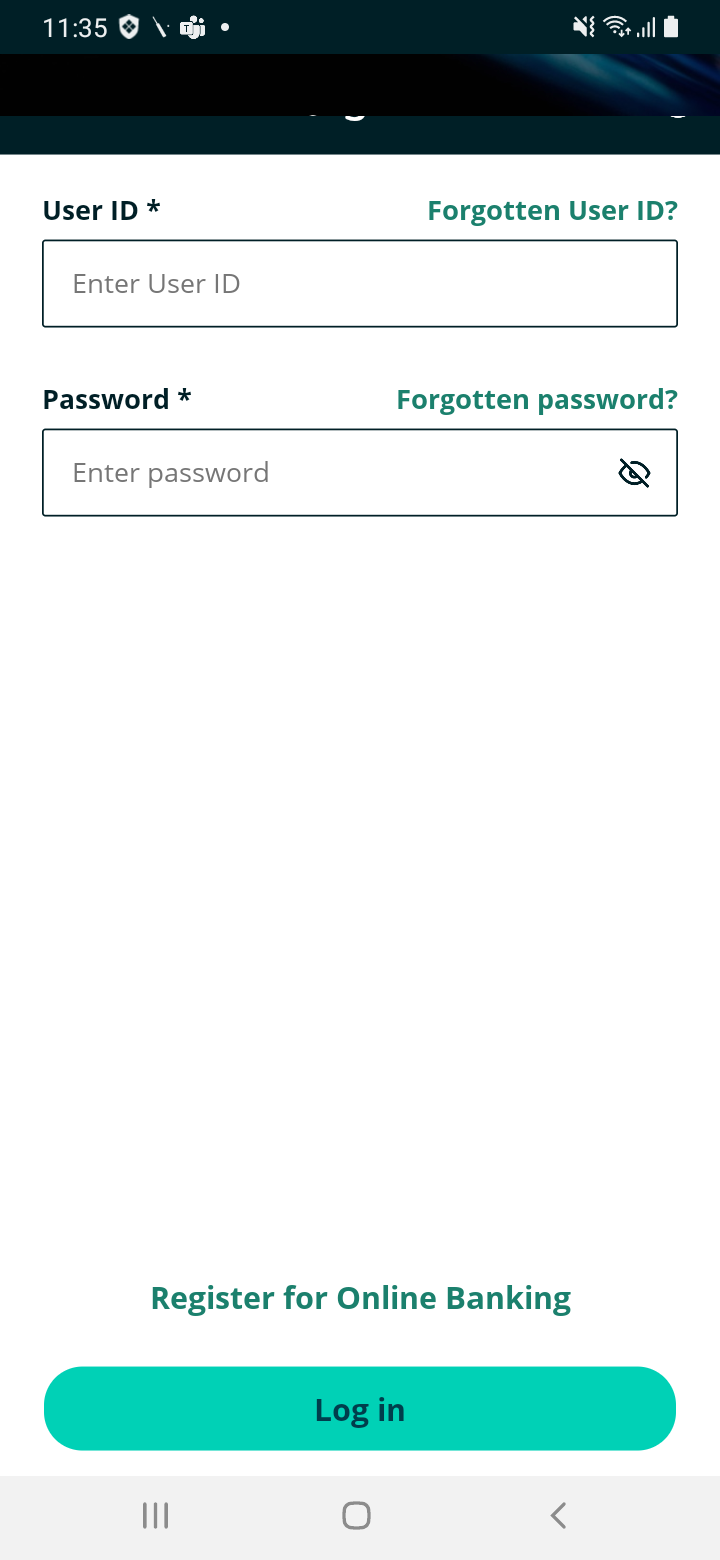 11:35
User ID *
Forgotten User ID?
Enter User ID
Password *
Forgotten password?
Enter password
Register for Online Banking
Log in